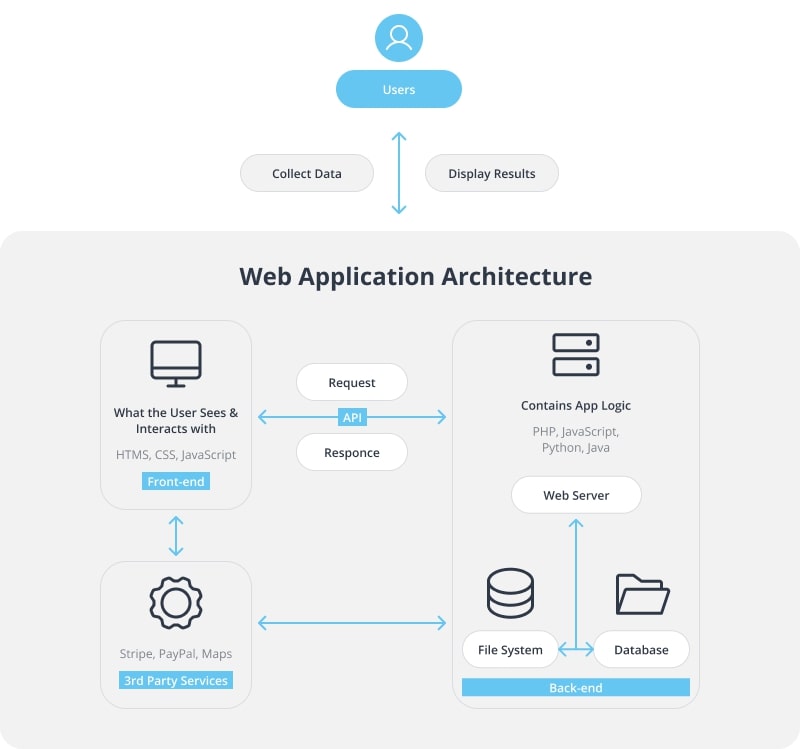 Users
Collect Data
Display Results
Web Application Architecture
What the User Sees &
Interacts with
HTMS, CSS, JavaScript
Front-end
Request
API
Responce
Contains App Logic
PHP, JavaScript,
Python, Java
Web Server
Stripe, PayPal, Maps
3rd Party Services
File System
Database
Back-end